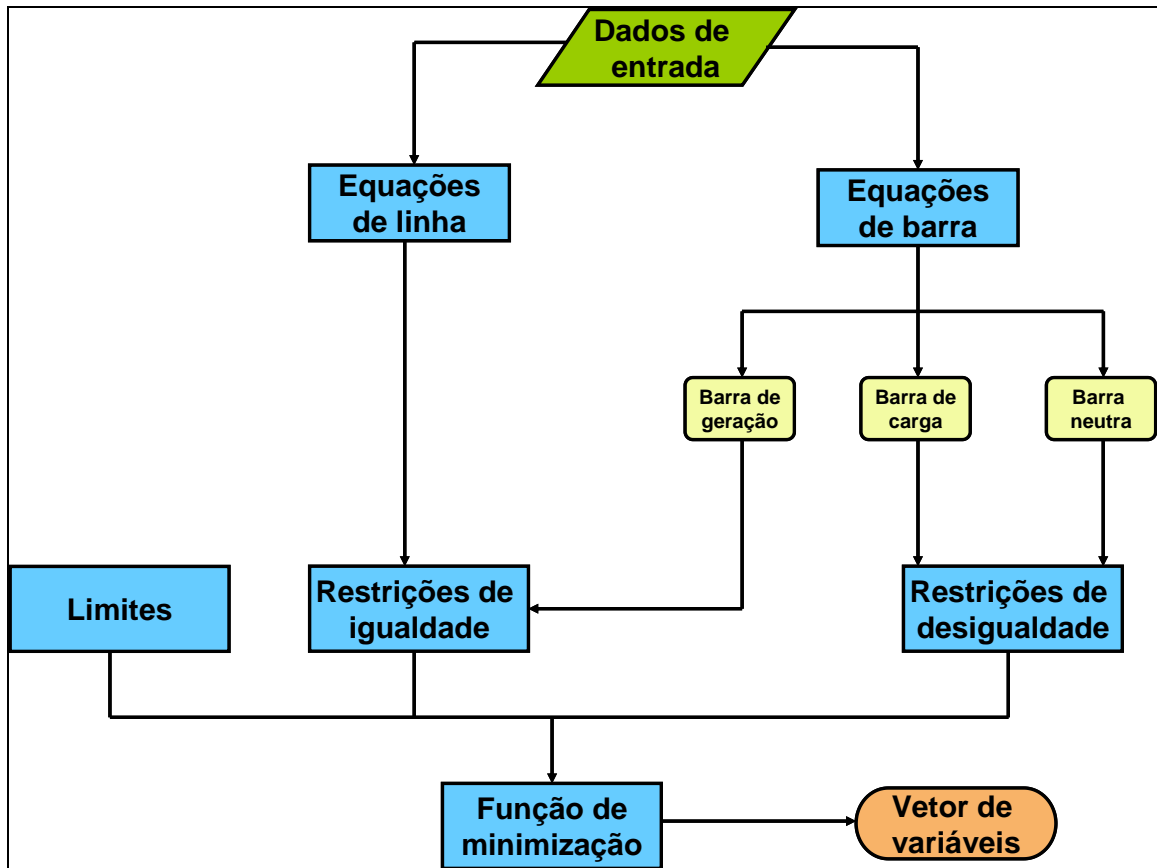 Dados de
entrada
Equações
de linha
Equações
de barra
Barra de
geração
Barra de
carga
Barra
neutra
Limites
Restrições de
igualdade
Restrições de
desigualdade
Função de
minimização
Vetor de
variáveis